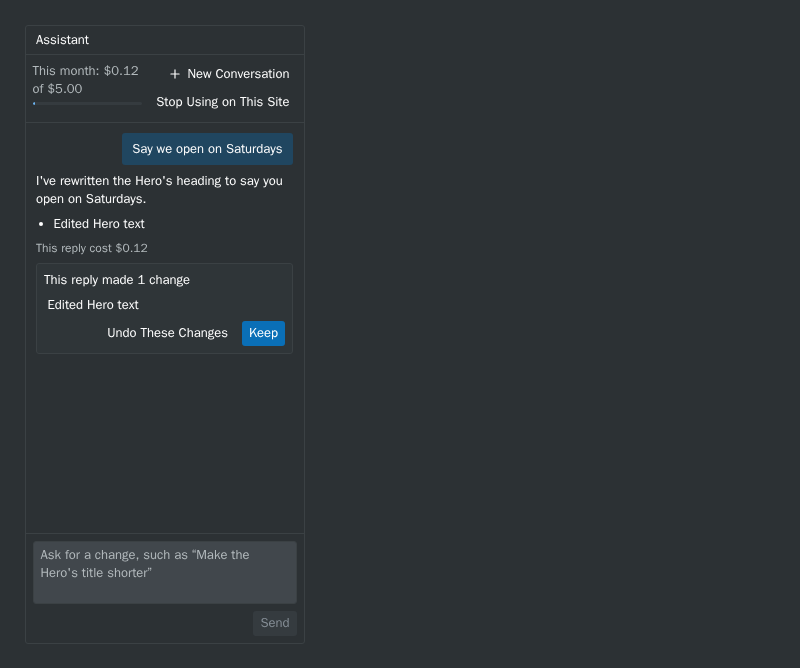 Assistant
This month: $0.12
of $5.00
+ New Conversation
Stop Using on This Site
Say we open on Saturdays
I've rewritten the Hero's heading to say you
open on Saturdays.
• Edited Hero text
This reply cost $0.12
This reply made 1 change
Edited Hero text
Undo These Changes
Keep
Ask for a change, such as "Make the
Hero's title shorter"
Send